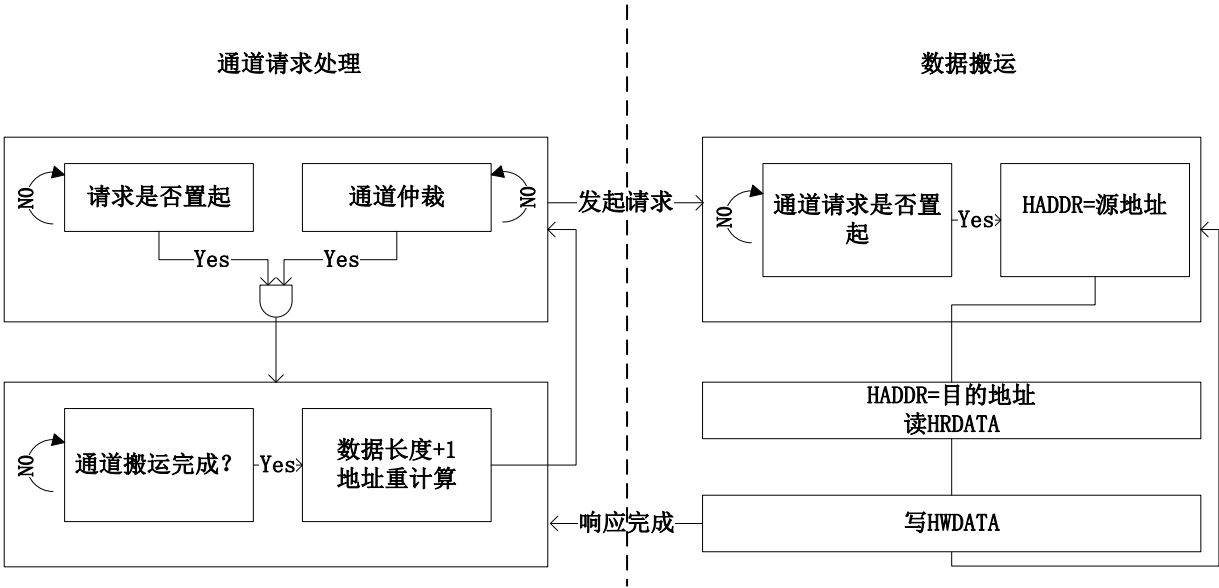 通道请求处理
数据搬运
NO
请求是否置起
通道仲裁
NO
Yes
Yes
发起请求
NO
通道请求是否置
起
Yes
HADDR=源地址
NO
通道搬运完成？
Yes
数据长度+1
地址重计算
HADDR=目的地址
读HRDATA
响应完成
写HWDATA